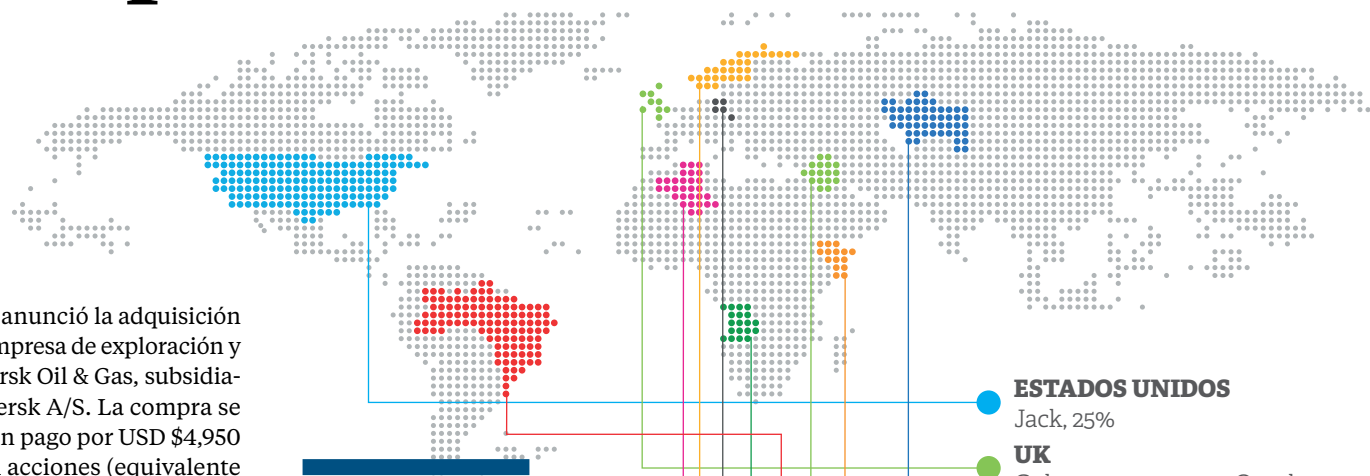 anunció la adquisición
mpresa de exploración y
rsk Oil & Gas, subsidia-
ersk A/S. La compra se
n pago por USD $4,950
acciones (equivalente
ESTADOS UNIDOS
Jack, 25%
UK